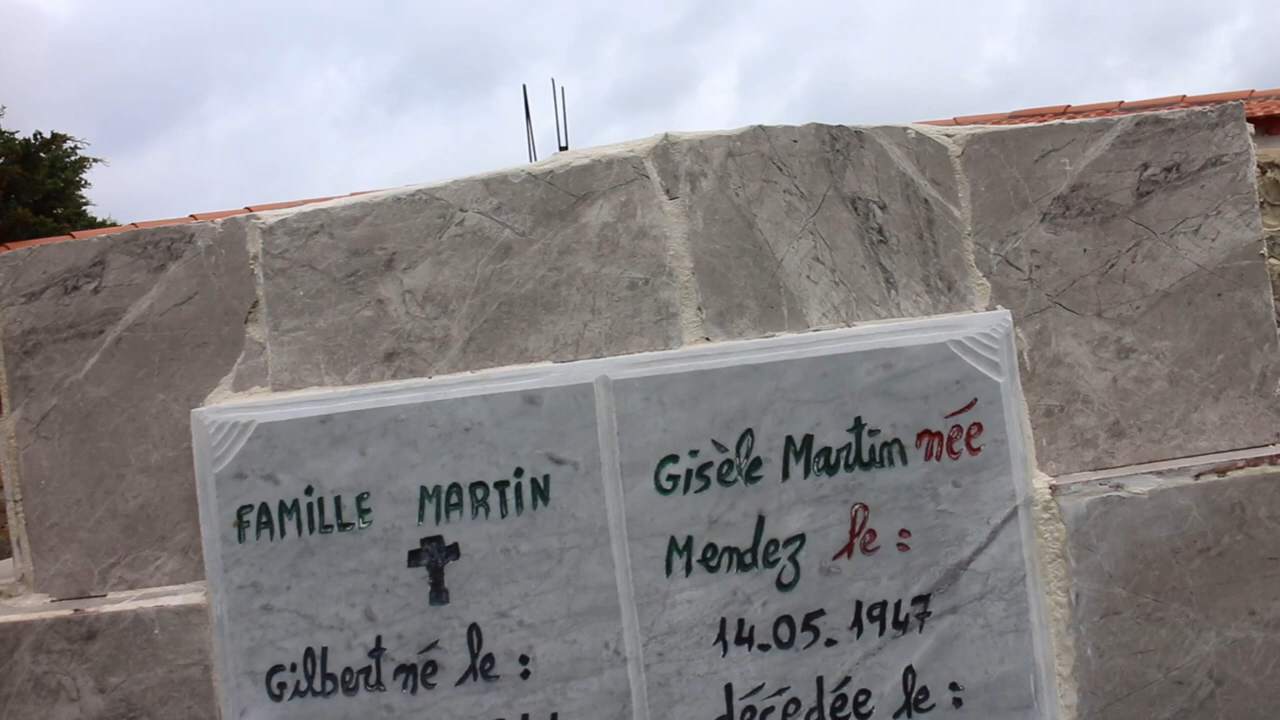 FAMiLLE MARTiN
Gilbert né le :
Gisèle Martin née
Mendez le :
14.05.1947
décédée le :